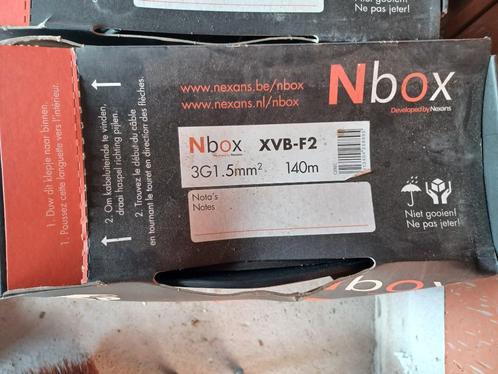 Niet gooien!
Ne pas jeter!
1. Duw dit klepje naar binnen.
1. Poussez cette languette vers l'intérieur.
2. Om kabeluiteinde te vinden,
draai haspel richting pijlen.
2. Trouvez le début du câble
en tournant le touret en direction des flèches.
www.nexans.be/nbox
www.nexans.nl/nbox
Nbox
Developed by Nexans
Nbox XVB-F2
3G1.5mm² 140m
Nota's
Notes
Niet gooien!
Ne pas jeter!